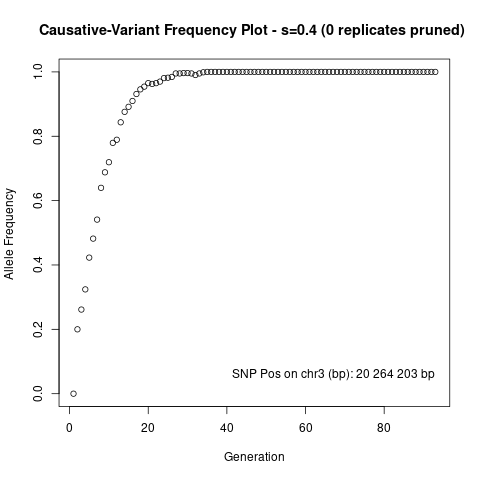 Causative-Variant Frequency Plot - s=0.4 (0 replicates pruned)
1.0
0.8
0.6
0.4
0.2
0.0
Allele Frequency
SNP Pos on chr3 (bp): 20 264 203 bp
0 20 40 60 80
Generation